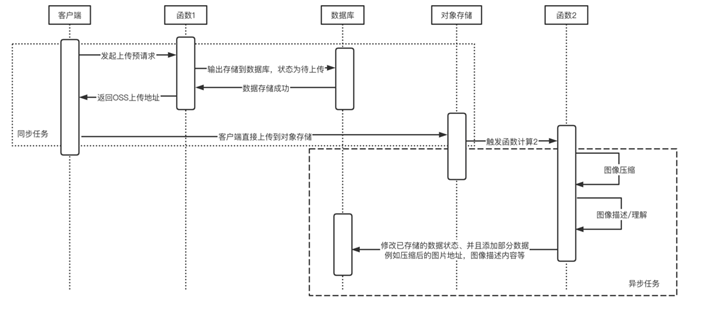 客户端
函数1
数据库
对象存储
函数2
发起上传预请求
输出存储到数据库，状态为待上传
数据存储成功
返回OSS上传地址
同步任务
客户端直接上传到对象存储
触发函数计算2
图像压缩
图像描述/理解
修改已存储的数据状态、并且添加部分数据
例如压缩后的图片地址，图像描述内容等
异步任务